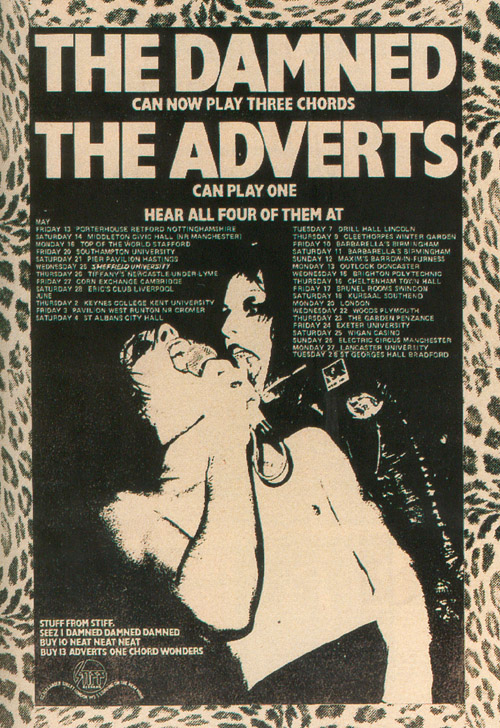 THE DAMNED
CAN NOW PLAY THREE CHORDS
THE ADVERTS
CAN PLAY ONE
HEAR ALL FOUR OF THEM AT
MAY
FRIDAY 13 PORTERHOUSE RETFORD NOTTINGHAMSHIRE
SATURDAY 14 MIDDLETON CIVIC HALL (NR MANCHESTER)
MONDAY 16 TOP OF THE WORLD STAFFORD
FRIDAY 20 SOUTHAMPTON UNIVERSITY
SATURDAY 21 PIER PAVILION HASTINGS
WEDNESDAY 25 SHEFFIELD UNIVERSITY
THURSDAY 26 TIFFANY'S NEWCASTLE UNDER LYME
FRIDAY 27 CORN EXCHANGE CAMBRIDGE
SATURDAY 28 ERIC'S CLUB LIVERPOOL
JUNE
THURSDAY 2 KEYNES COLLEGE KENT UNIVERSITY
FRIDAY 3 PAVILION WEST RUNTON NR CROMER
SATURDAY 4 ST ALBANS CITY HALL
TUESDAY 7 DRILL HALL LINCOLN
THURSDAY 9 CLEETHORPES WINTER GARDEN
FRIDAY 10 BARBARELLA'S BIRMINGHAM
SATURDAY 11 BARBARELLA'S BIRMINGHAM
SUNDAY 12 MAXIM'S BARROW-IN-FURNESS
MONDAY 13 OUTLOOK DONCASTER
WEDNESDAY 15 BRIGHTON POLYTECHNIC
THURSDAY 16 CHELTENHAM TOWN HALL
FRIDAY 17 BRUNEL ROOMS SWINDON
SATURDAY 18 KURSAAL SOUTHEND
MONDAY 20 LONDON
WEDNESDAY 22 WOODS PLYMOUTH
THURSDAY 23 THE GARDEN PENZANCE
FRIDAY 24 EXETER UNIVERSITY
SATURDAY 25 WIGAN CASINO
SUNDAY 26 ELECTRIC CIRCUS MANCHESTER
MONDAY 27 LANCASTER UNIVERSITY
TUESDAY 28 ST GEORGES HALL BRADFORD
STUFF FROM STIFF.
SEEZ 1 DAMNED DAMNED DAMNED
BUY 10 NEAT NEAT NEAT
BUY 13 ADVERTS ONE CHORD WONDERS
STIFF